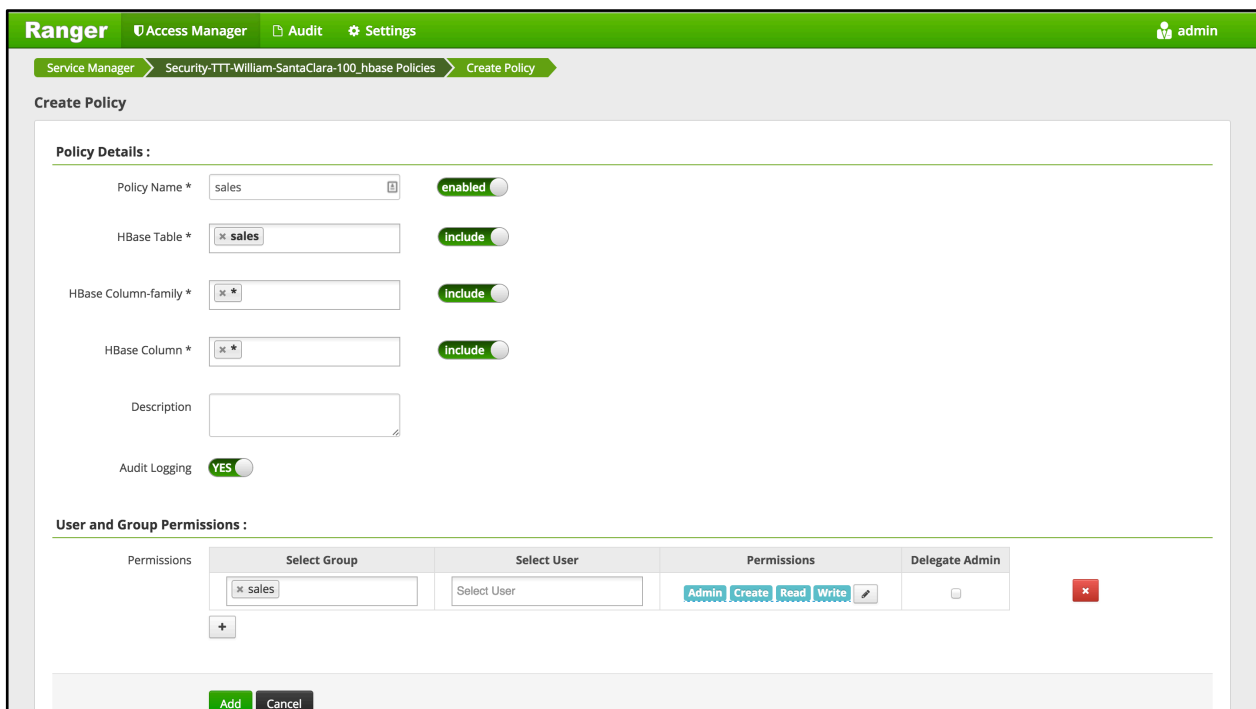 Ranger Access Manager Audit Settings admin
Service Manager Security-TTT-William-SantaClara-100_hbase Policies Create Policy
Create Policy
Policy Details :
Policy Name * sales enabled
HBase Table * × sales include
HBase Column-family * × * include
HBase Column * × * include
Description
Audit Logging YES
User and Group Permissions :
Permissions Select Group Select User Permissions Delegate Admin
× sales Select User Admin Create Read Write ×
+
Add Cancel